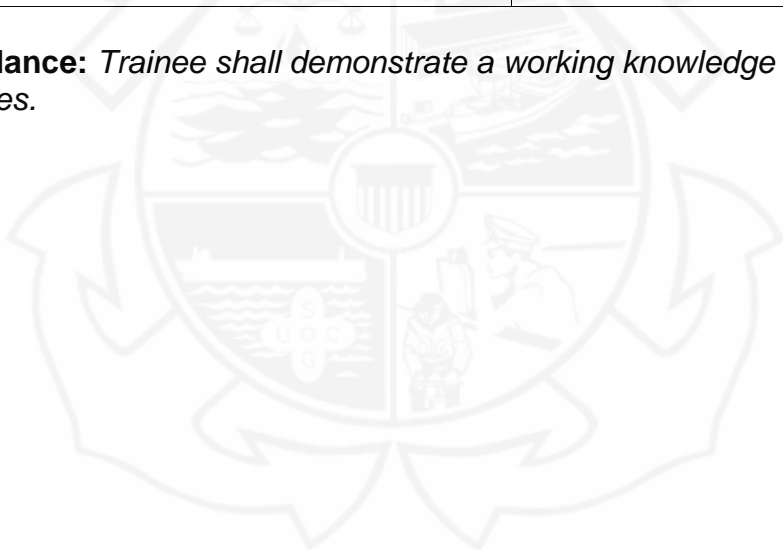 lance: Trainee shall demonstrate a working knowledge
es.
S
U O C
G